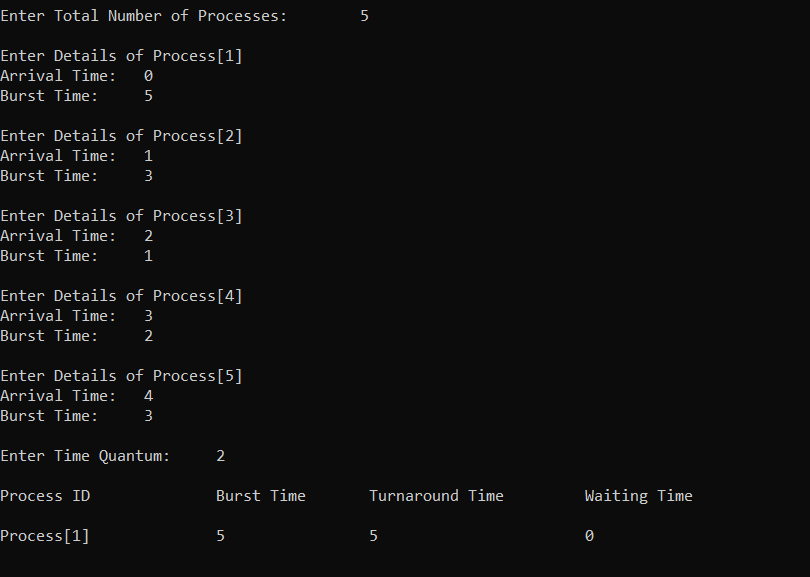 Enter Total Number of Processes:        5
Enter Details of Process[1]
Arrival Time:   0
Burst Time:     5
Enter Details of Process[2]
Arrival Time:   1
Burst Time:     3
Enter Details of Process[3]
Arrival Time:   2
Burst Time:     1
Enter Details of Process[4]
Arrival Time:   3
Burst Time:     2
Enter Details of Process[5]
Arrival Time:   4
Burst Time:     3
Enter Time Quantum:     2
Process ID              Burst Time       Turnaround Time         Waiting Time
Process[1]              5                5                       0